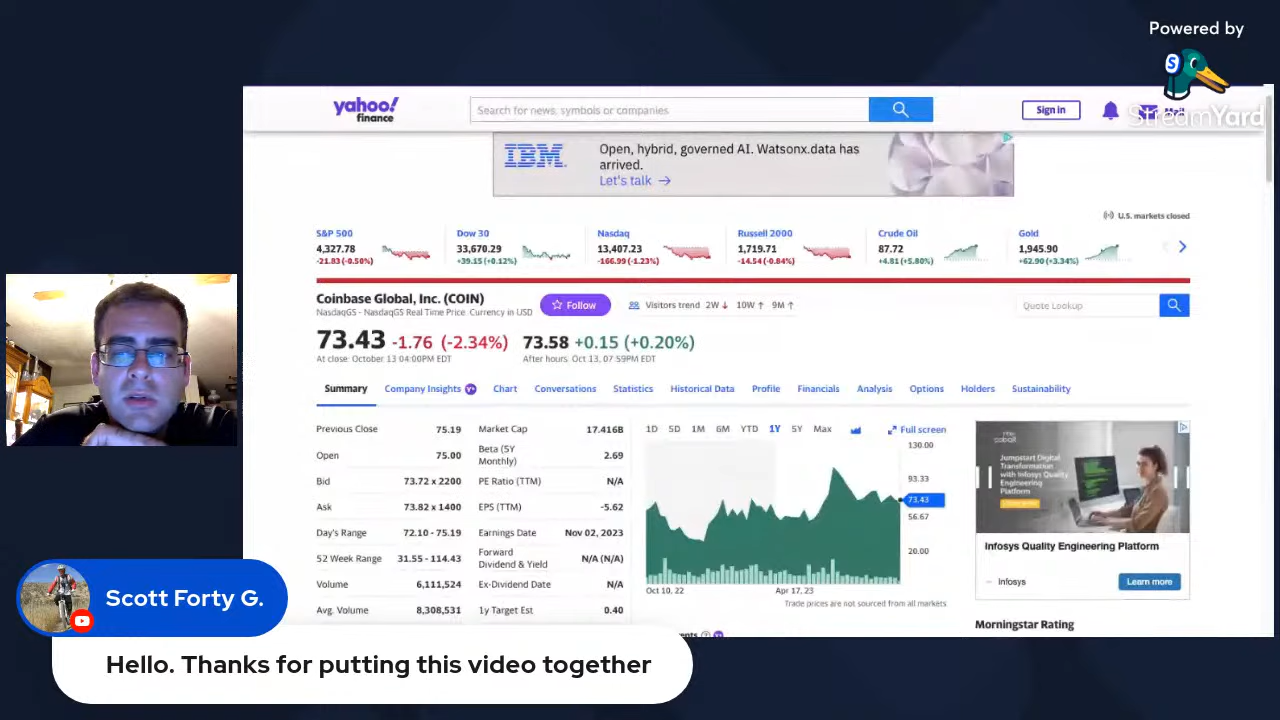 Powered by
StreamYard
yahoo!
finance
Search for news, symbols or companies
Sign in
IBM.
Open, hybrid, governed AI. Watsonx.data has
arrived.
Let's talk →
U.S. markets closed
S&P 500
4,327.78
-21.83 (-0.50%)
Dow 30
33,670.29
+39.15 (+0.12%)
Nasdaq
13,407.23
-166.99 (-1.23%)
Russell 2000
1,719.71
-14.54 (-0.84%)
Crude Oil
87.72
+4.81 (+5.80%)
Gold
1,945.90
+62.90 (+3.34%)
Coinbase Global, Inc. (COIN)
NasdaqGS - NasdaqGS Real Time Price. Currency in USD
Follow
Visitors trend 2W ↓ 10W ↑ 9M ↑
Quote Lookup
73.43 -1.76 (-2.34%)
At close: October 13 04:00PM EDT
73.58 +0.15 (+0.20%)
After hours: Oct 13, 07:59PM EDT
Summary Company Insights Y+ Chart Conversations Statistics Historical Data Profile Financials Analysis Options Holders Sustainability
Previous Close 75.19
Open 75.00
Bid 73.72 x 2200
Ask 73.82 x 1400
Day's Range 72.10 - 75.19
52 Week Range 31.55 - 114.43
Volume 6,111,524
Avg. Volume 8,308,531
Market Cap 17.416B
Beta (5Y
Monthly) 2.69
PE Ratio (TTM) N/A
EPS (TTM) -5.62
Earnings Date Nov 02, 2023
Forward
Dividend & Yield N/A (N/A)
Ex-Dividend Date N/A
1y Target Est 0.40
1D 5D 1M 6M YTD 1Y 5Y Max
Full screen
130.00
93.33
73.43
56.67
20.00
Oct 10, 22
Apr 17, 23
Trade prices are not sourced from all markets
Jumpstart Digital
Transformation
with Infosys Quality
Engineering
Platform
Infosys Quality Engineering Platform
Infosys
Learn more
Morningstar Rating
Scott Forty G.
Hello. Thanks for putting this video together